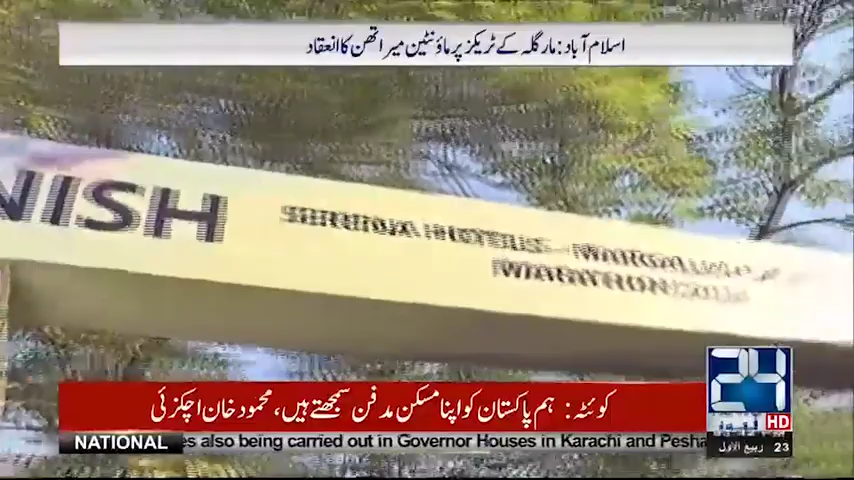 اسلام آباد: مارگلہ کے ٹریکز پر ماؤنٹین میراتھن کا انعقاد
NISH
24
نیوز
HD
کوئٹہ: ہم پاکستان کو اپنا مسکن مدفن سمجھتے ہیں، محمود خان اچکزئی
NATIONAL es also being carried out in Governor Houses in Karachi and Pesha
23 ربیع الاول